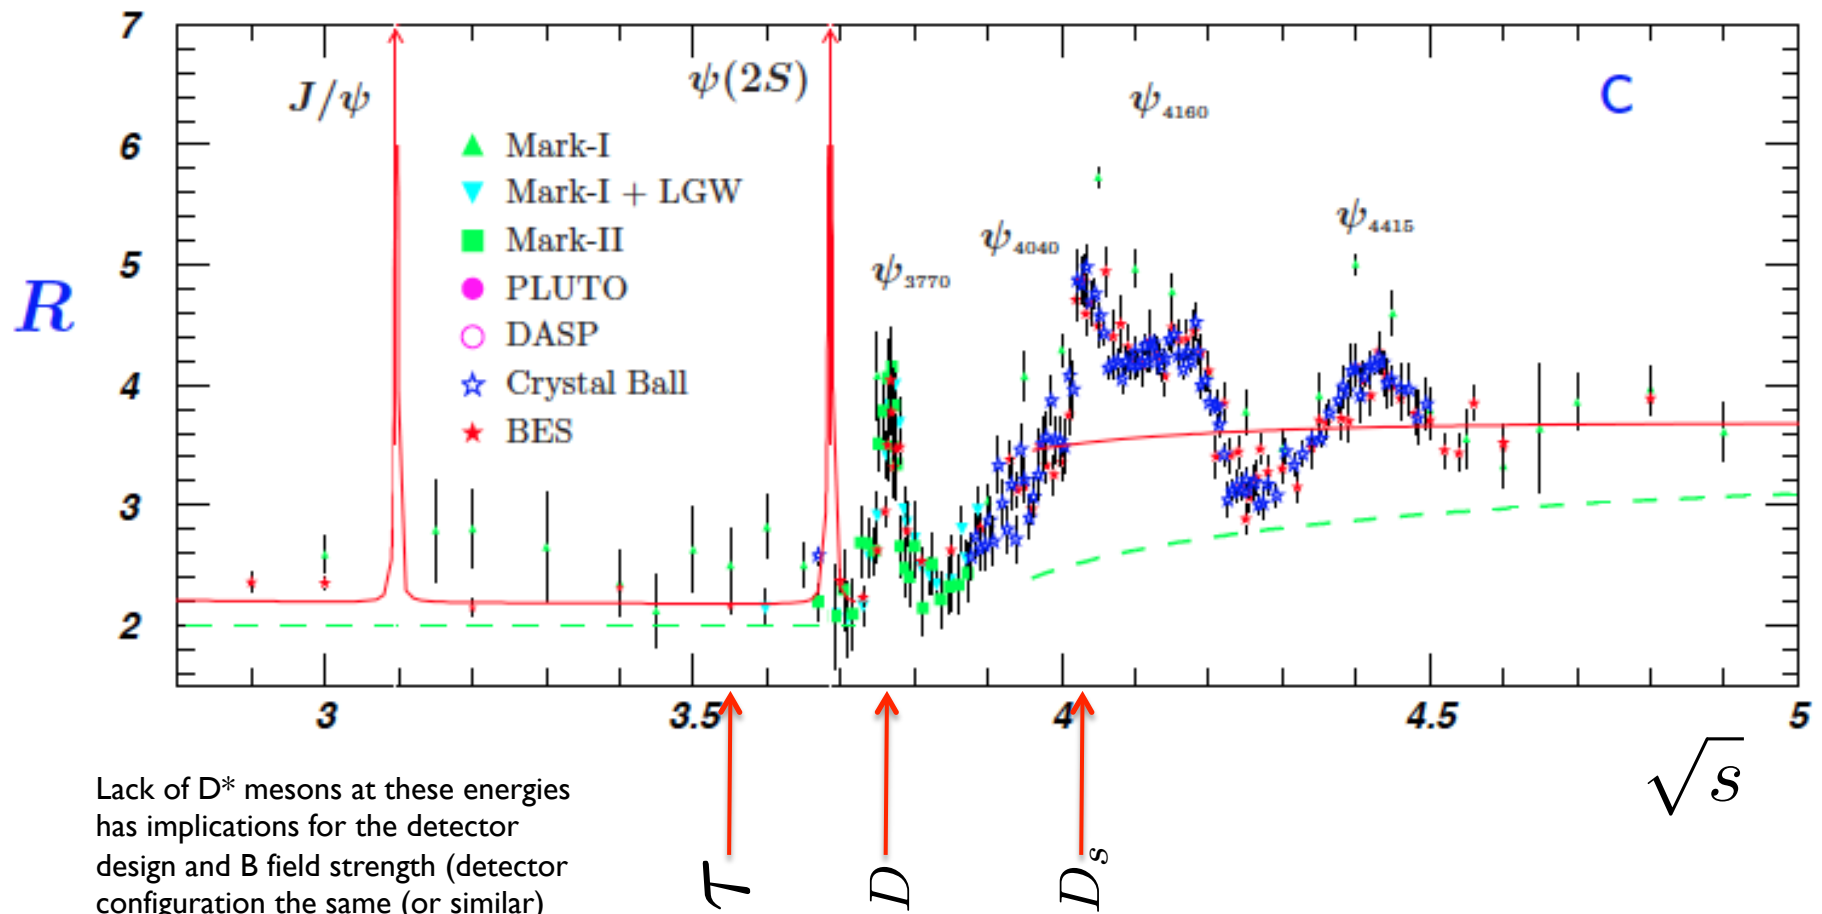 7
6
5
4
3
2
R
J/ψ
ψ(2S)
ψ3770
ψ4040
ψ4160
ψ4415
C
Mark-I
Mark-I + LGW
Mark-II
PLUTO
DASP
Crystal Ball
BES
3
3.5
4
4.5
5
√s
τ
D
Ds
Lack of D* mesons at these energies
has implications for the detector
design and B field strength (detector
configuration the same (or similar)